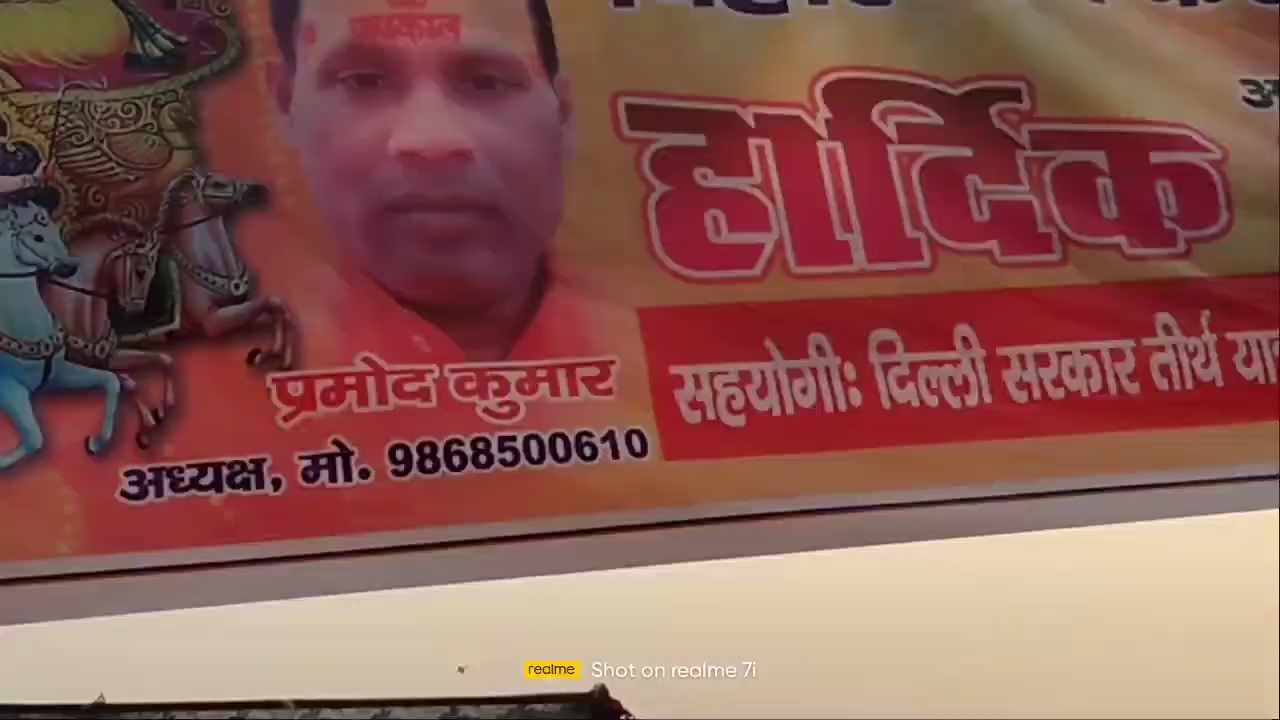 हार्दिक
सहयोगी: दिल्ली सरकार तीर्थ
प्रमोद कुमार
अध्यक्ष, मो. 9868500610
realme Shot on realme 7i